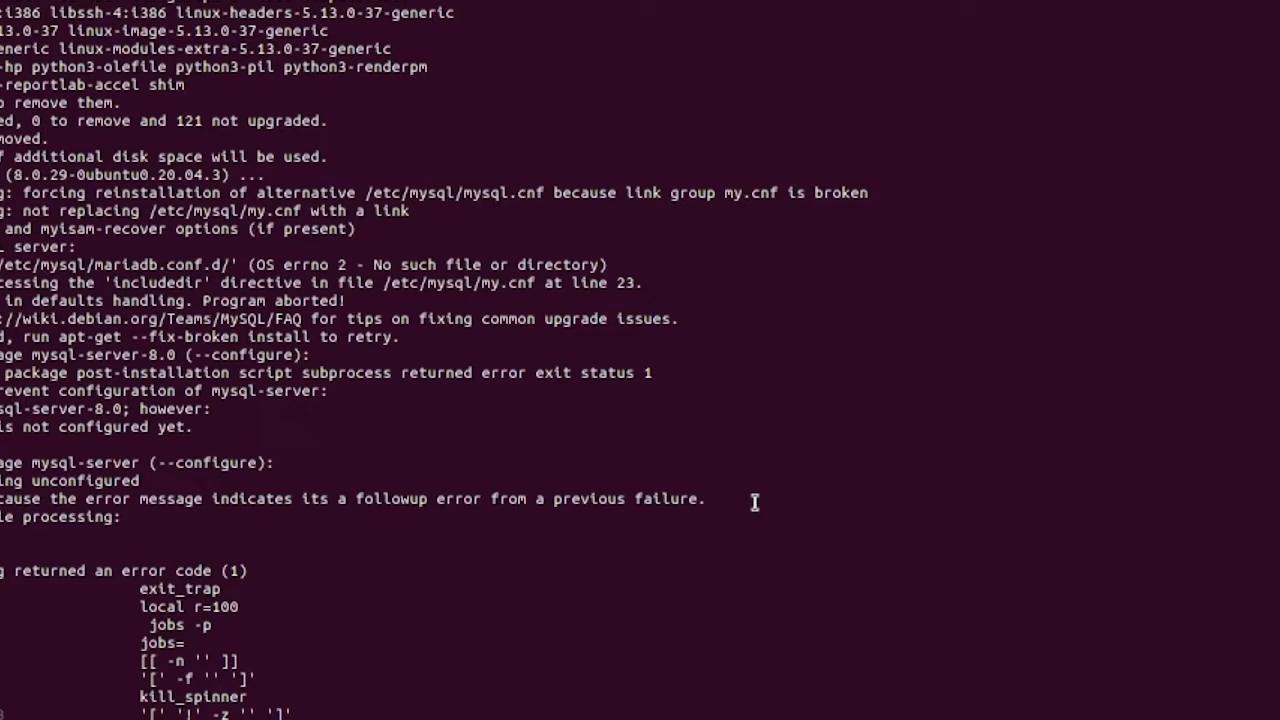 :i386 libssh-4:i386 linux-headers-5.13.0-37-generic
13.0-37 linux-image-5.13.0-37-generic
eneric linux-modules-extra-5.13.0-37-generic
-hp python3-olefile python3-pil python3-renderpm
-reportlab-accel shim
o remove them.
ed, 0 to remove and 121 not upgraded.
moved.
f additional disk space will be used.
(8.0.29-0ubuntu0.20.04.3) ...
g: forcing reinstallation of alternative /etc/mysql/mysql.cnf because link group my.cnf is broken
g: not replacing /etc/mysql/my.cnf with a link
and myisam-recover options (if present)
L server:
/etc/mysql/mariadb.conf.d/' (OS errno 2 - No such file or directory)
cessing the 'includedir' directive in file /etc/mysql/my.cnf at line 23.
in defaults handling. Program aborted!
://wiki.debian.org/Teams/MySQL/FAQ for tips on fixing common upgrade issues.
d, run apt-get --fix-broken install to retry.
age mysql-server-8.0 (--configure):
package post-installation script subprocess returned error exit status 1
revent configuration of mysql-server:
sql-server-8.0; however:
is not configured yet.
age mysql-server (--configure):
ing unconfigured
cause the error message indicates its a followup error from a previous failure.
le processing:
g returned an error code (1)
exit_trap
local r=100
jobs -p
jobs=
[[ -n '' ]]
'[' -f '' ']'
kill_spinner
'[' '!' -z '' ']'